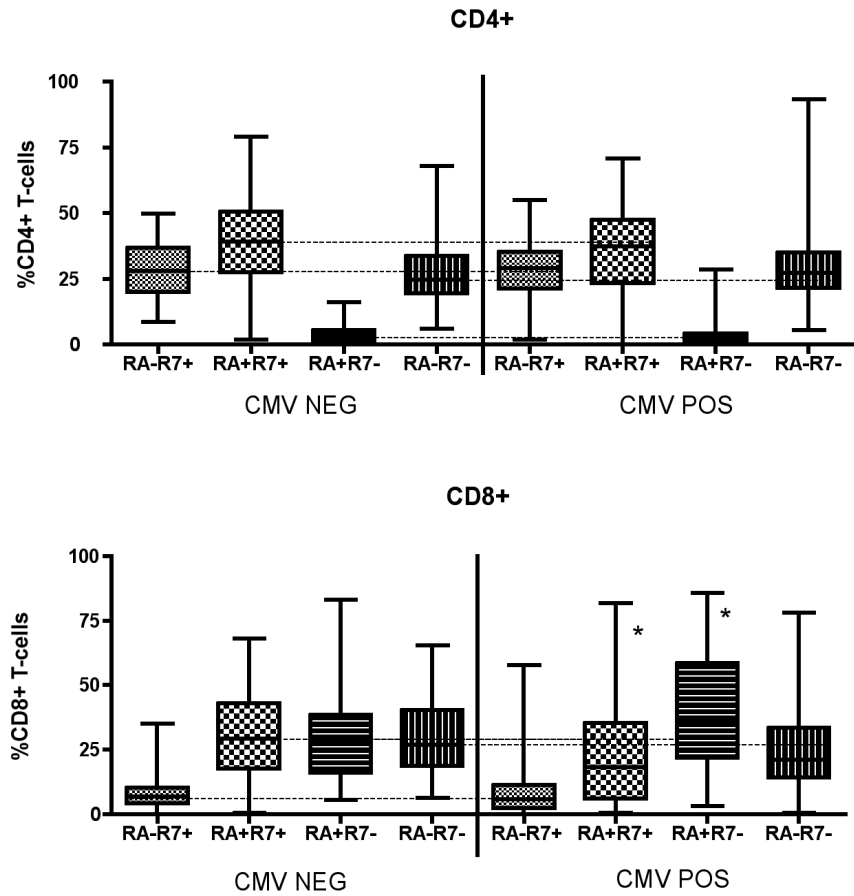 CD4+
%CD4+ T-cells
100
75
50
25
0
RA-R7+ RA+R7+ RA+R7- RA-R7- RA-R7+ RA+R7+ RA+R7- RA-R7-
CMV NEG CMV POS
CD8+
%CD8+ T-cells
100
75
50
25
0
* *
RA-R7+ RA+R7+ RA+R7- RA-R7- RA-R7+ RA+R7+ RA+R7- RA-R7-
CMV NEG CMV POS